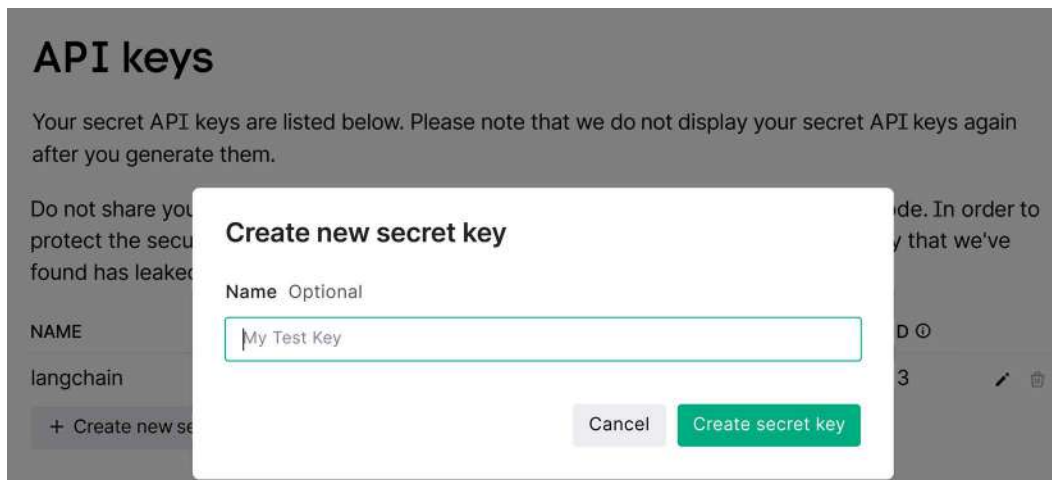 API keys
Your secret API keys are listed below. Please note that we do not display your secret API keys again
after you generate them.
Do not share you
de. In order to
protect the secu
y that we've
found has leaked
Create new secret key
Name Optional
My Test Key
NAME
D
langchain
3
+ Create new se
Cancel
Create secret key